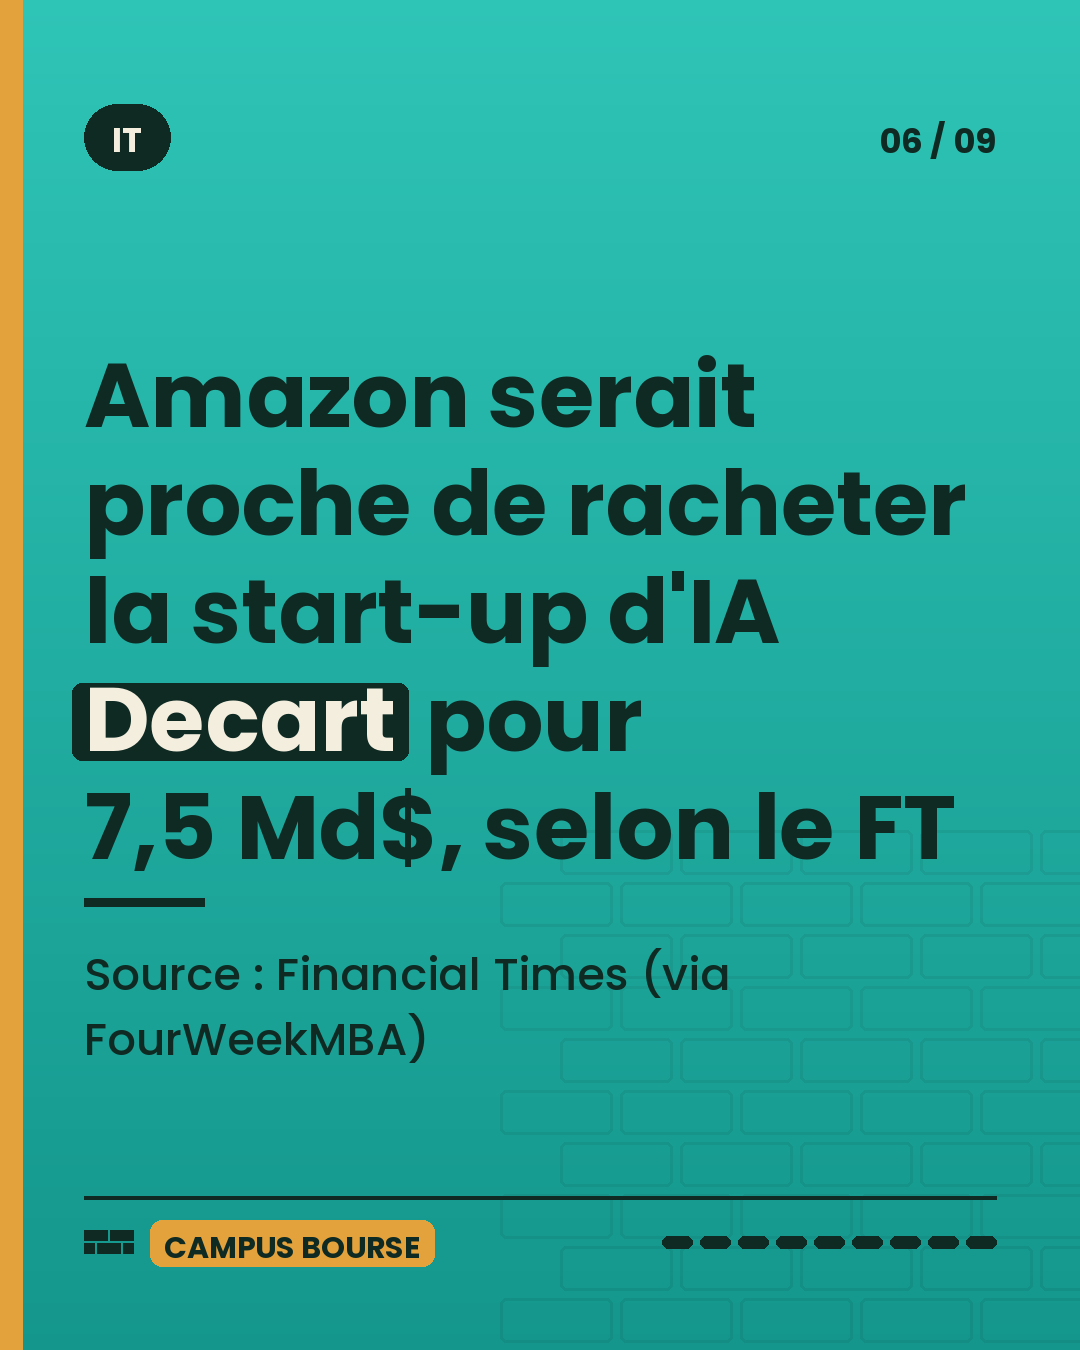 IT
06 / 09
Amazon serait
proche de racheter
la start-up d'IA
Decart pour
7,5 Md$, selon le FT
Source : Financial Times (via
FourWeekMBA)
CAMPUS BOURSE